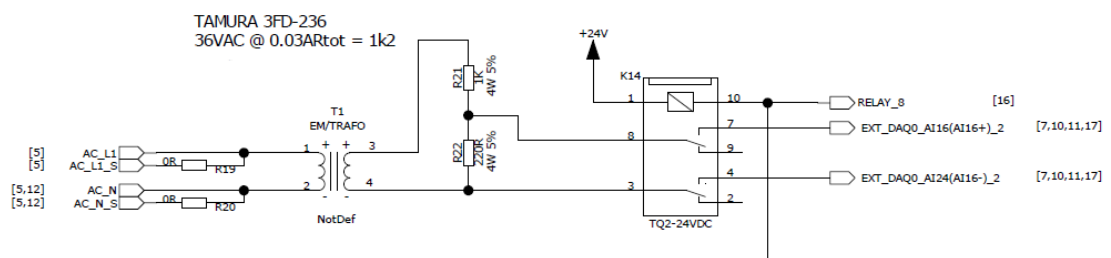 TAMURA 3FD-236
36VAC @ 0.03ARtot = 1k2
+24V
K14
R21
1K
4W 5%
1
10
RELAY_8
[16]
T1
EM/TRAFO
7
EXT_DAQ0_AI16(AI16+)_2
[7,10,11,17]
8
9
[5]
AC_L1
1
+
+
3
R22
220R
4W 5%
[5]
AC_L1_S
0R
R19
4
EXT_DAQ0_AI24(AI16-)_2
[7,10,11,17]
[5,12]
AC_N
2
4
3
[5,12]
AC_N_S
0R
R20
-
-
2
NotDef
TQ2-24VDC